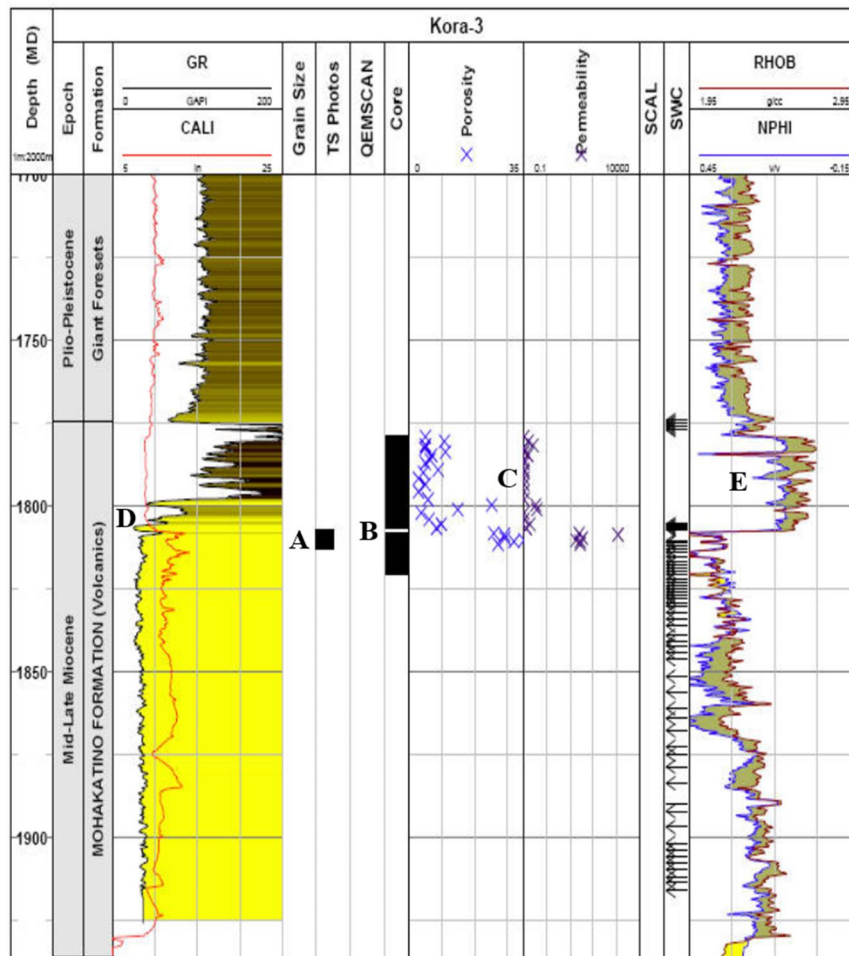 Kora-3
Depth (MD)
1m:2000m
Epoch
Formation
GR
0 GAPI 200
CALI
5 in 25
Grain Size
TS Photos
QEMSCAN
Core
Porosity
0 35
Permeability
0.1 10000
SCAL
SWC
RHOB
1.95 g/cc 2.95
NPHI
0.45 v/v -0.15
1700
Plio-Pleistocene
Giant Foresets
1750
Mid-Late Miocene
MOHAKATINO FORMATION (Volcanics)
C
E
1800
D
A
B
1850
1900